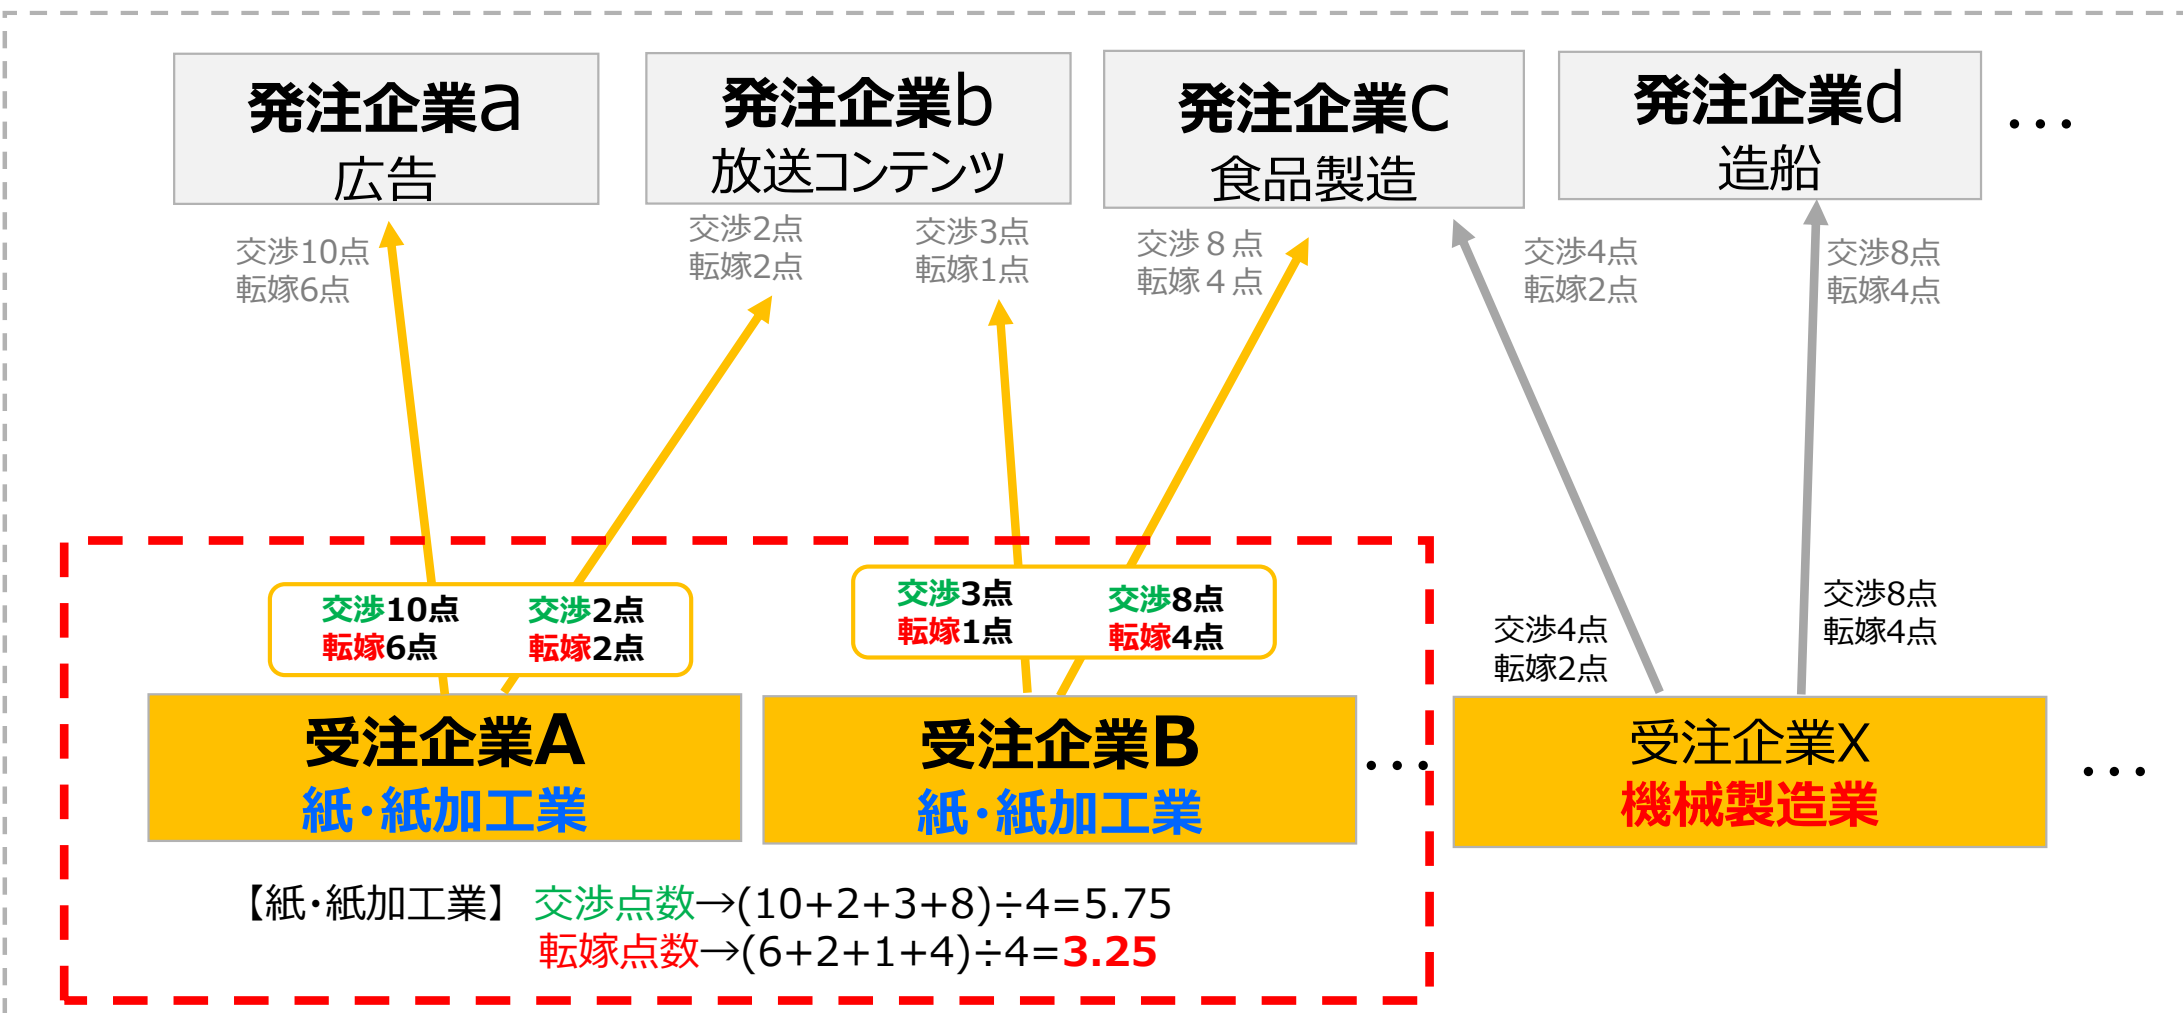 発注企業a
広告
発注企業b
放送コンテンツ
発注企業c
食品製造
発注企業d
造船
…
交渉10点
転嫁6点
交渉2点
転嫁2点
交渉3点
転嫁1点
交渉８点
転嫁４点
交渉4点
転嫁2点
交渉8点
転嫁4点
交渉10点
転嫁6点
交渉2点
転嫁2点
交渉3点
転嫁1点
交渉8点
転嫁4点
交渉4点
転嫁2点
交渉8点
転嫁4点
受注企業A
紙・紙加工業
受注企業B
紙・紙加工業
…
受注企業X
機械製造業
…
【紙・紙加工業】 交渉点数→(10+2+3+8)÷4=5.75
転嫁点数→(6+2+1+4)÷4=3.25